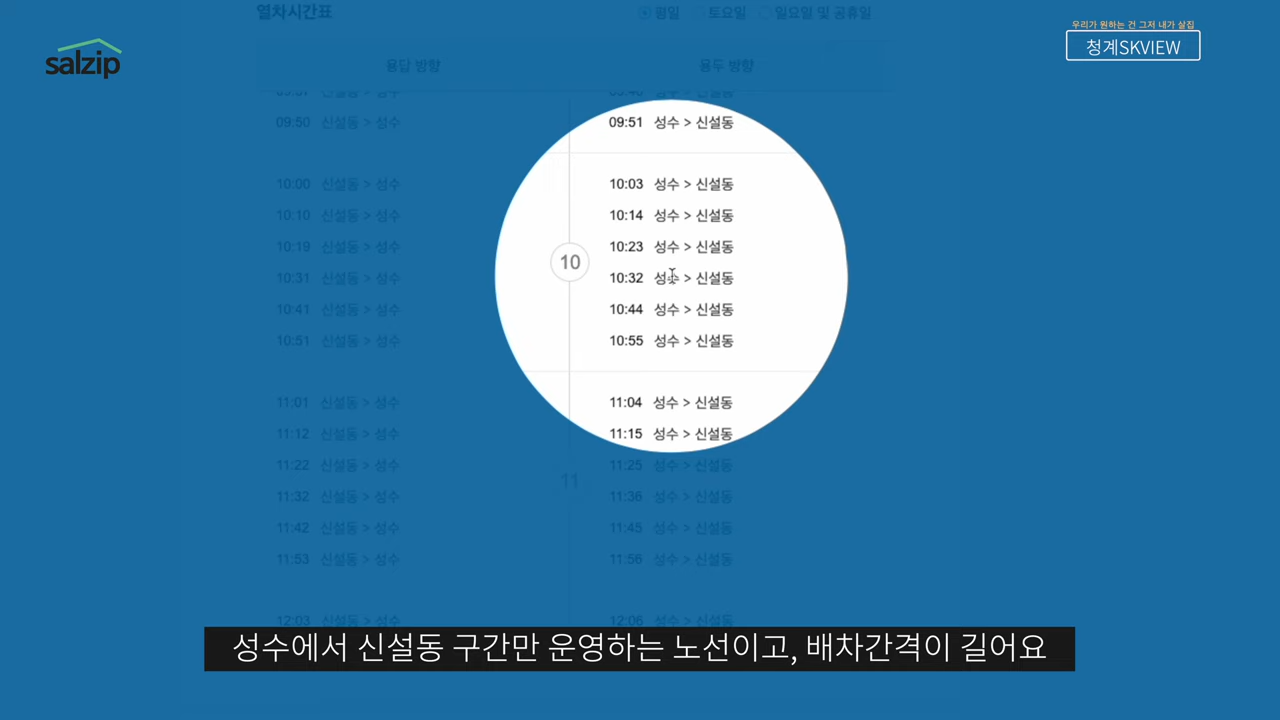 열차시간표
평일 토요일 일요일 및 공휴일
salzip
우리가 원하는 건 그저 내가 살집
청계SKVIEW
용답 방향 용두 방향
09:50 신설동 > 성수 09:51 성수 > 신설동
10:00 신설동 > 성수 10:03 성수 > 신설동
10:10 신설동 > 성수 10:14 성수 > 신설동
10:19 신설동 > 성수 10:23 성수 > 신설동
10
10:31 신설동 > 성수 10:32 성수 > 신설동
10:41 신설동 > 성수 10:44 성수 > 신설동
10:51 신설동 > 성수 10:55 성수 > 신설동
11:01 신설동 > 성수 11:04 성수 > 신설동
11:12 신설동 > 성수 11:15 성수 > 신설동
11:22 신설동 > 성수 11:25 성수 > 신설동
11
11:32 신설동 > 성수 11:36 성수 > 신설동
11:42 신설동 > 성수 11:45 성수 > 신설동
11:53 신설동 > 성수 11:56 성수 > 신설동
12:03 신설동 > 성수 12:06 성수 > 신설동
성수에서 신설동 구간만 운영하는 노선이고, 배차간격이 길어요